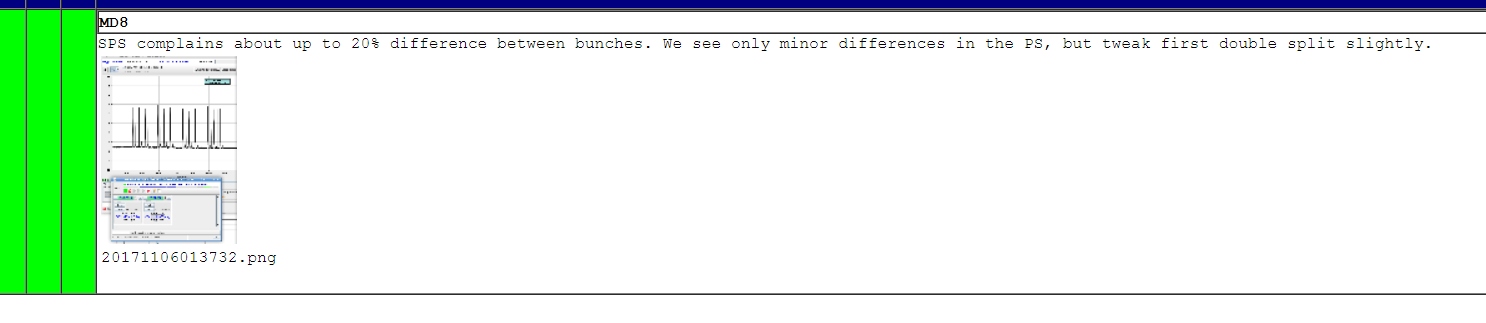 MD8
SPS complains about up to 20% difference between bunches. We see only minor differences in the PS, but tweak first double split slightly.
20171106013732.png